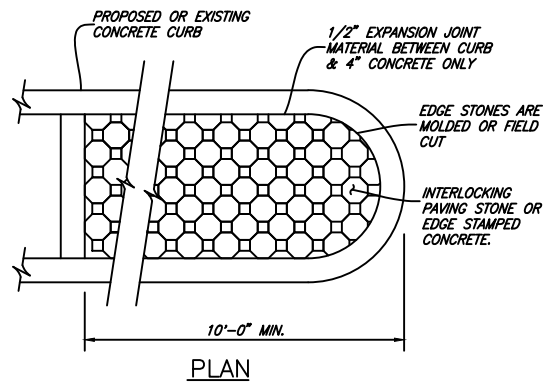 PROPOSED OR EXISTING
CONCRETE CURB
1/2" EXPANSION JOINT
MATERIAL BETWEEN CURB
& 4" CONCRETE ONLY
EDGE STONES ARE
MOLDED OR FIELD
CUT
INTERLOCKING
PAVING STONE OR
EDGE STAMPED
CONCRETE.
10'-0" MIN.
PLAN